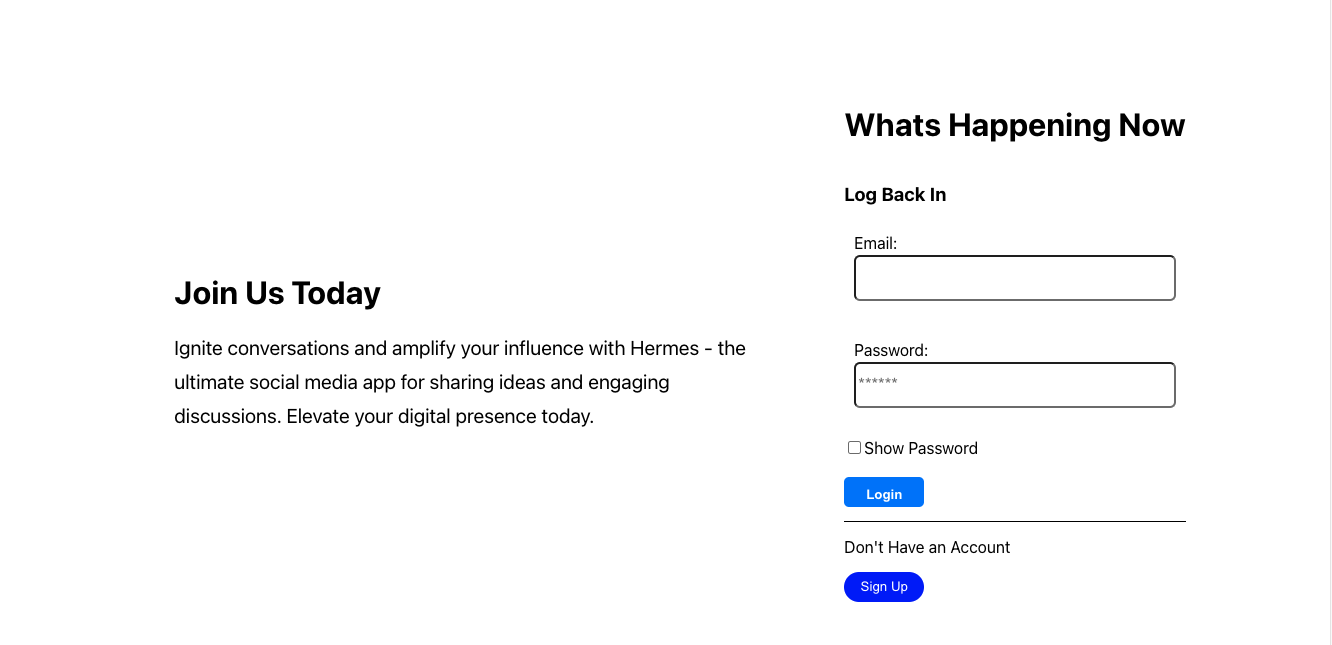 Join Us Today
Ignite conversations and amplify your influence with Hermes - the
ultimate social media app for sharing ideas and engaging
discussions. Elevate your digital presence today.
Whats Happening Now
Log Back In
Email:
Password:
******
Show Password
Login
Don't Have an Account
Sign Up